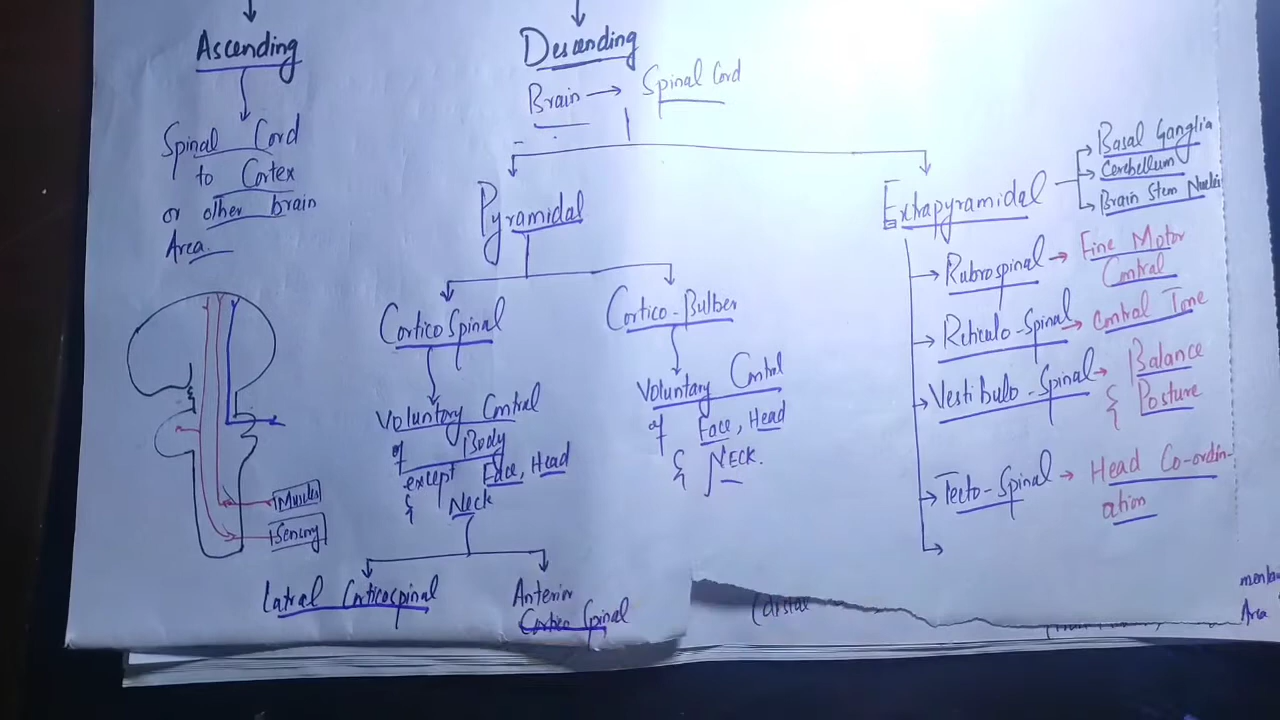 Ascending
Spinal Cord
to Cortex
or other brain
Area.
Descending
Brain → Spinal Cord
Pyramidal
Cortico Spinal
Voluntary Control
of Body
except Face, Head
& Neck
Latral Corticospinal
Anterior
Cortico Spinal
Cortico-Bulber
Voluntary Control
of Face, Head
& Neck.
Extrapyramidal
Basal Ganglia
Cerebellum
Brain Stem Nuclei
Rubrospinal → Fine Motor
Control
Reticulo-Spinal → Control Tone
Vestibulo-Spinal → Balance
& Posture
Tecto-Spinal → Head Co-ordin-
ation
Muscles
Sensory
Area